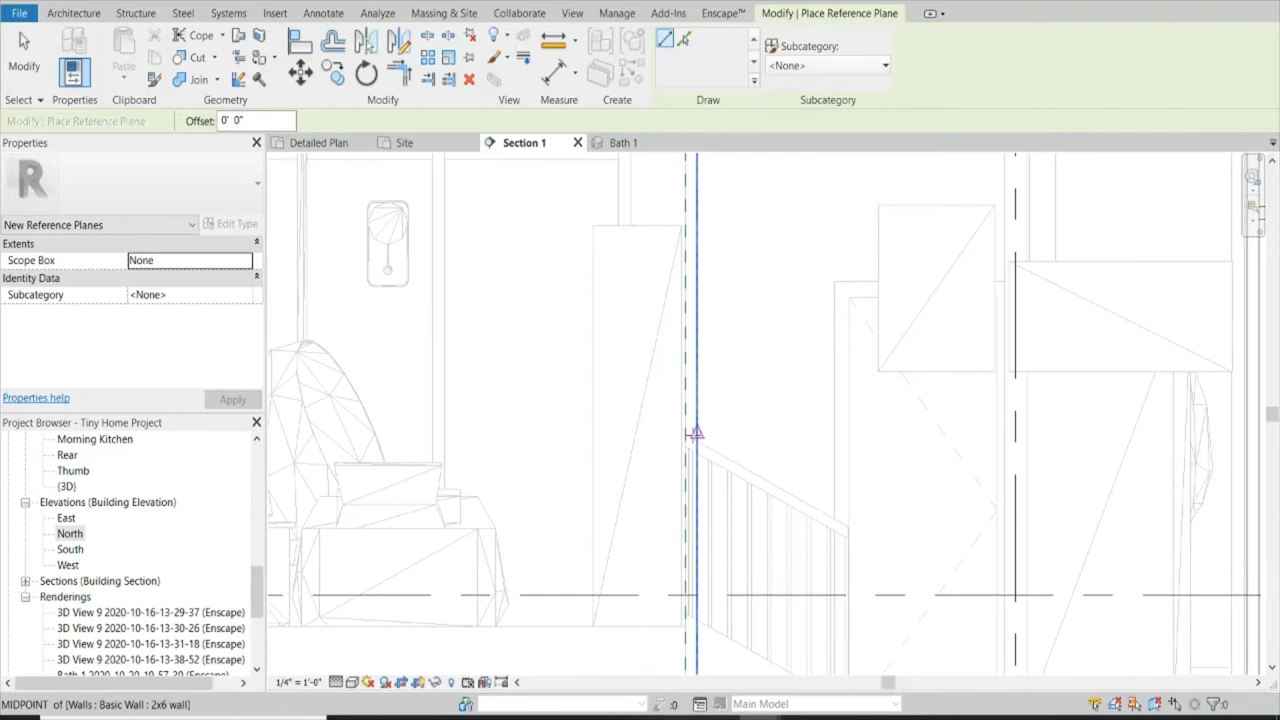 File Architecture Structure Steel Systems Insert Annotate Analyze Massing & Site Collaborate View Manage Add-Ins Enscape™ Modify | Place Reference Plane
Cope
Subcategory:
Modify Paste Cut <None>
Join
Select Properties Clipboard Geometry Modify View Measure Create Draw Subcategory
Modify | Place Reference Plane Offset: 0' 0"
Properties Detailed Plan Site Section 1 Bath 1
R
New Reference Planes Edit Type
Extents
Scope Box None
Identity Data
Subcategory <None>
Properties help Apply
Project Browser - Tiny Home Project
Morning Kitchen
Rear
Thumb
{3D}
Elevations (Building Elevation)
East
North
South
West
Sections (Building Section)
Renderings
3D View 9 2020-10-16-13-29-37 (Enscape)
3D View 9 2020-10-16-13-30-26 (Enscape)
3D View 9 2020-10-16-13-31-18 (Enscape)
3D View 9 2020-10-16-13-38-52 (Enscape)
1/4" = 1'-0"
MIDPOINT of [Walls : Basic Wall : 2x6 wall] :0 Main Model :0